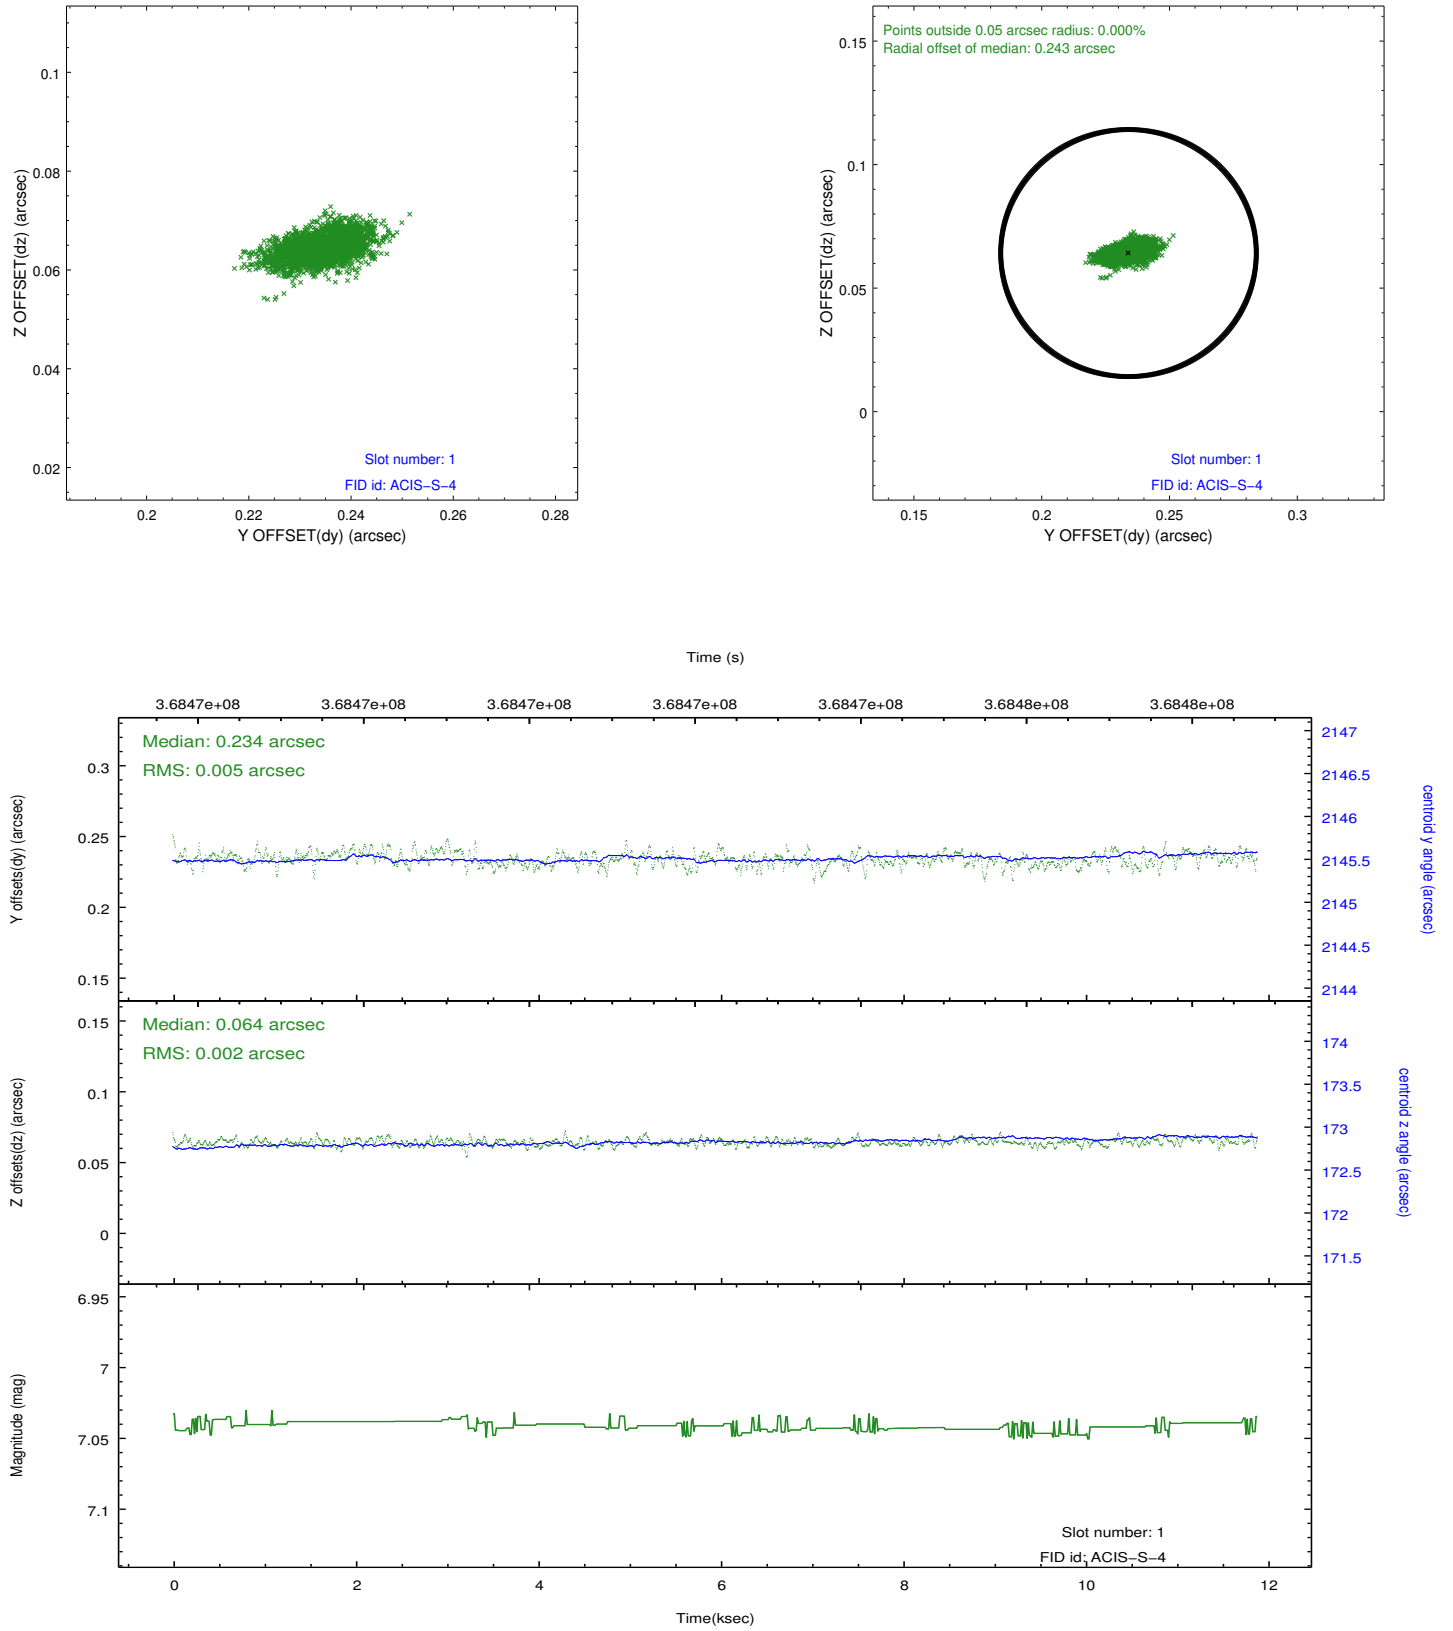 0.1
0.08
0.06
0.04
0.02
Z OFFSET(dz) (arcsec)
Slot number: 1
FID id: ACIS−S−4
0.2
0.22
0.24
0.26
0.28
Y OFFSET(dy) (arcsec)
Points outside 0.05 arcsec radius: 0.000%
Radial offset of median: 0.243 arcsec
0.15
0.1
0.05
0
Z OFFSET(dz) (arcsec)
Slot number: 1
FID id: ACIS−S−4
0.15
0.2
0.25
0.3
Y OFFSET(dy) (arcsec)
Time (s)
3.6847e+08
3.6847e+08
3.6847e+08
3.6847e+08
3.6847e+08
3.6848e+08
3.6848e+08
Median: 0.234 arcsec
RMS: 0.005 arcsec
0.3
0.25
0.2
0.15
Y offsets(dy) (arcsec)
2147
2146.5
2146
2145.5
2145
2144.5
2144
centroid y angle (arcsec)
Median: 0.064 arcsec
RMS: 0.002 arcsec
0.15
0.1
0.05
0
Z offsets(dz) (arcsec)
174
173.5
173
172.5
172
171.5
centroid z angle (arcsec)
6.95
7
7.05
7.1
Magnitude (mag)
Slot number: 1
FID id: ACIS−S−4
0
2
4
6
8
10
12
Time(ksec)